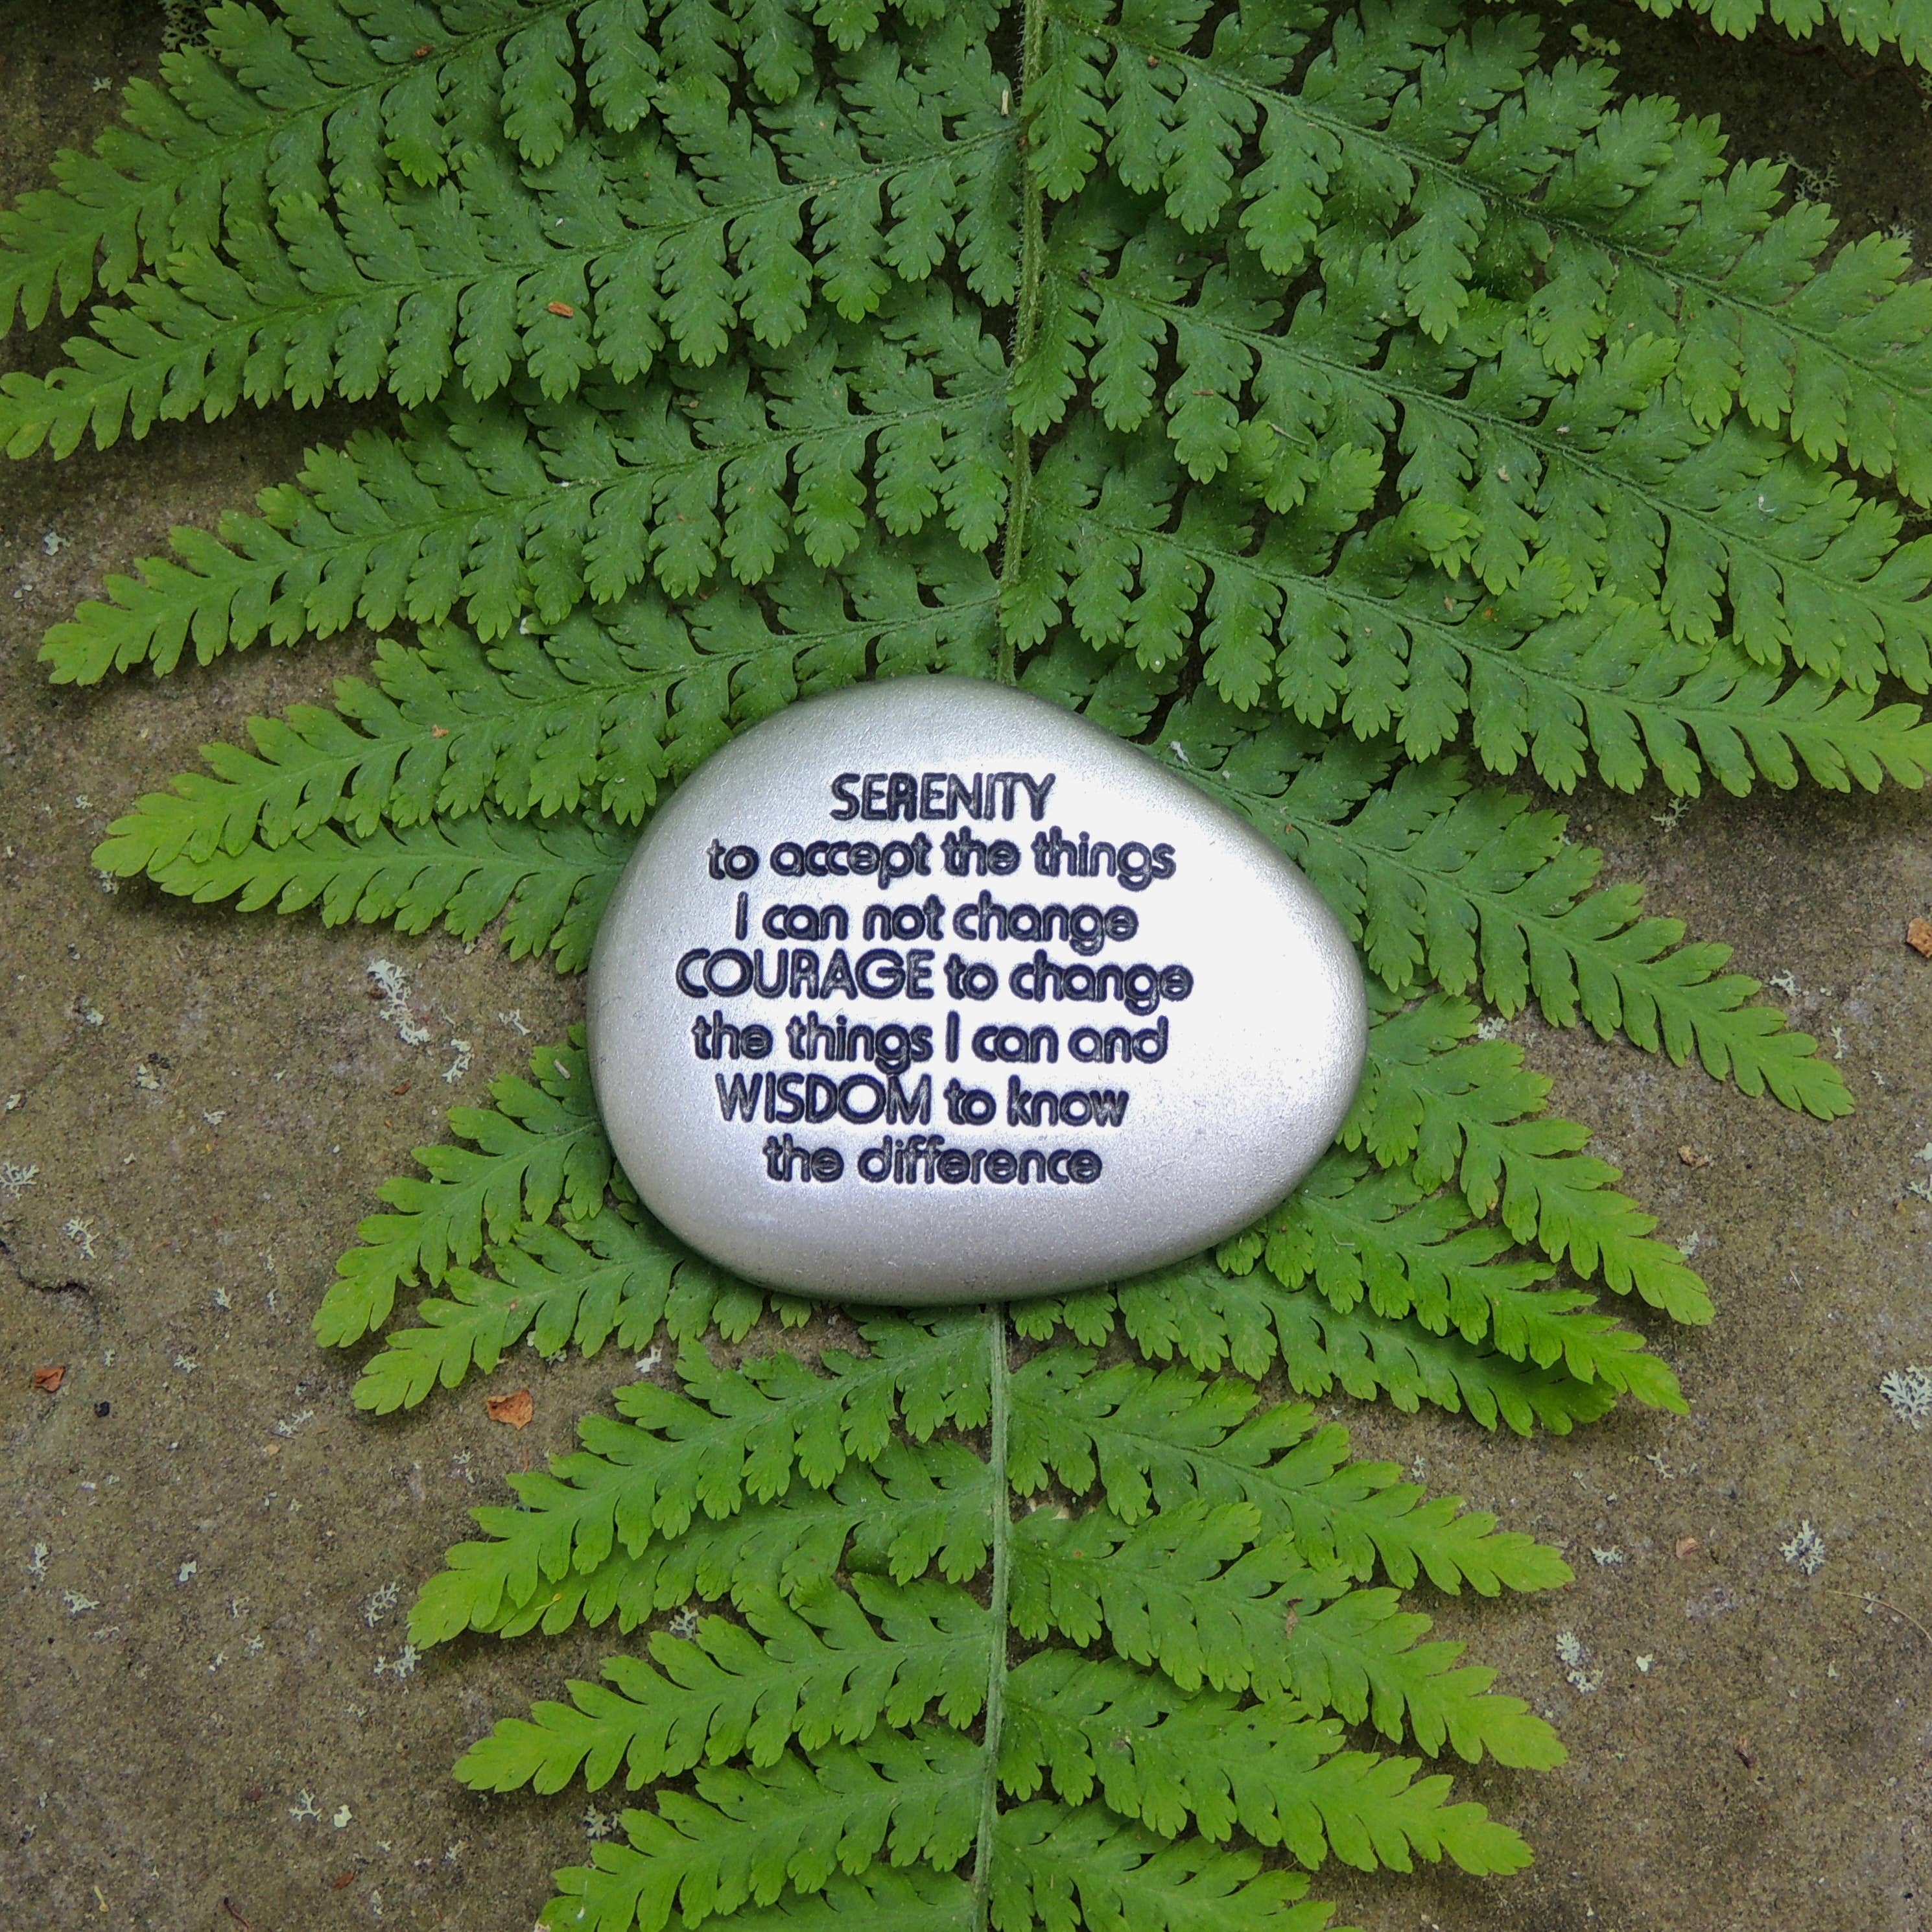 SERENITY
to accept the things
I can not change
COURAGE to change
the things I can and
WISDOM to know
the difference